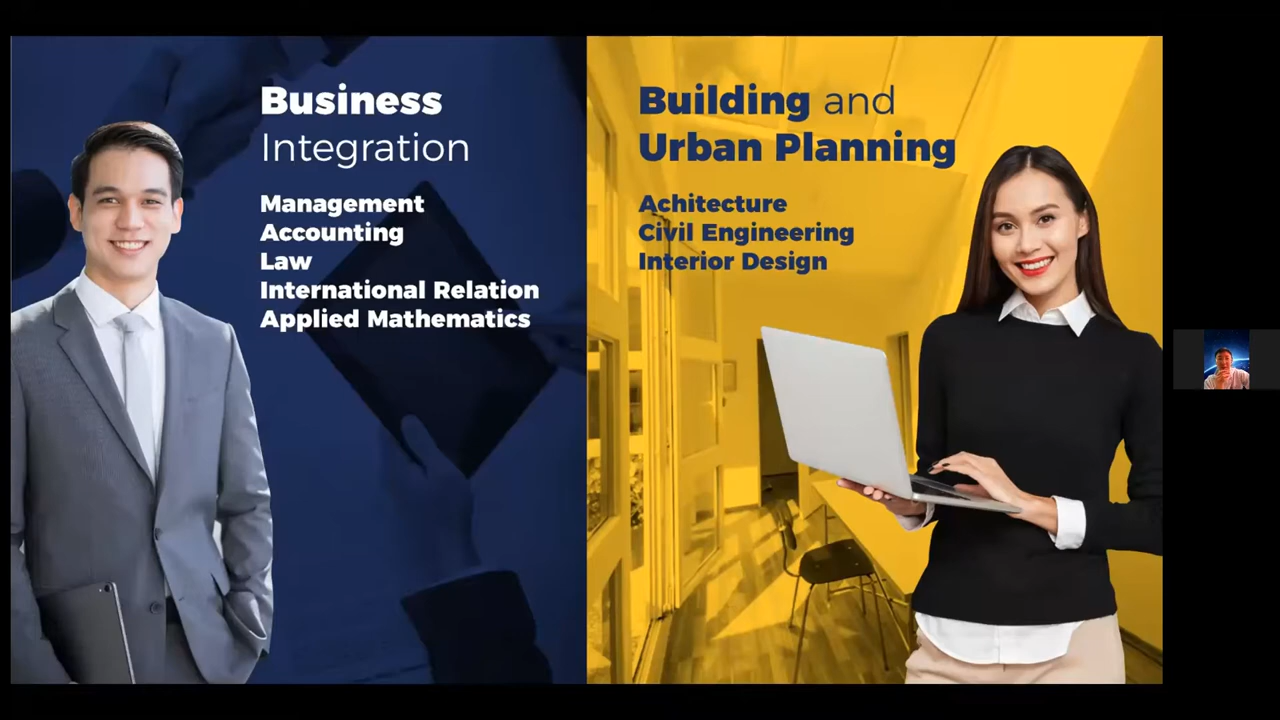 Business
Integration
Management
Accounting
Law
International Relation
Applied Mathematics
Building and
Urban Planning
Achitecture
Civil Engineering
Interior Design